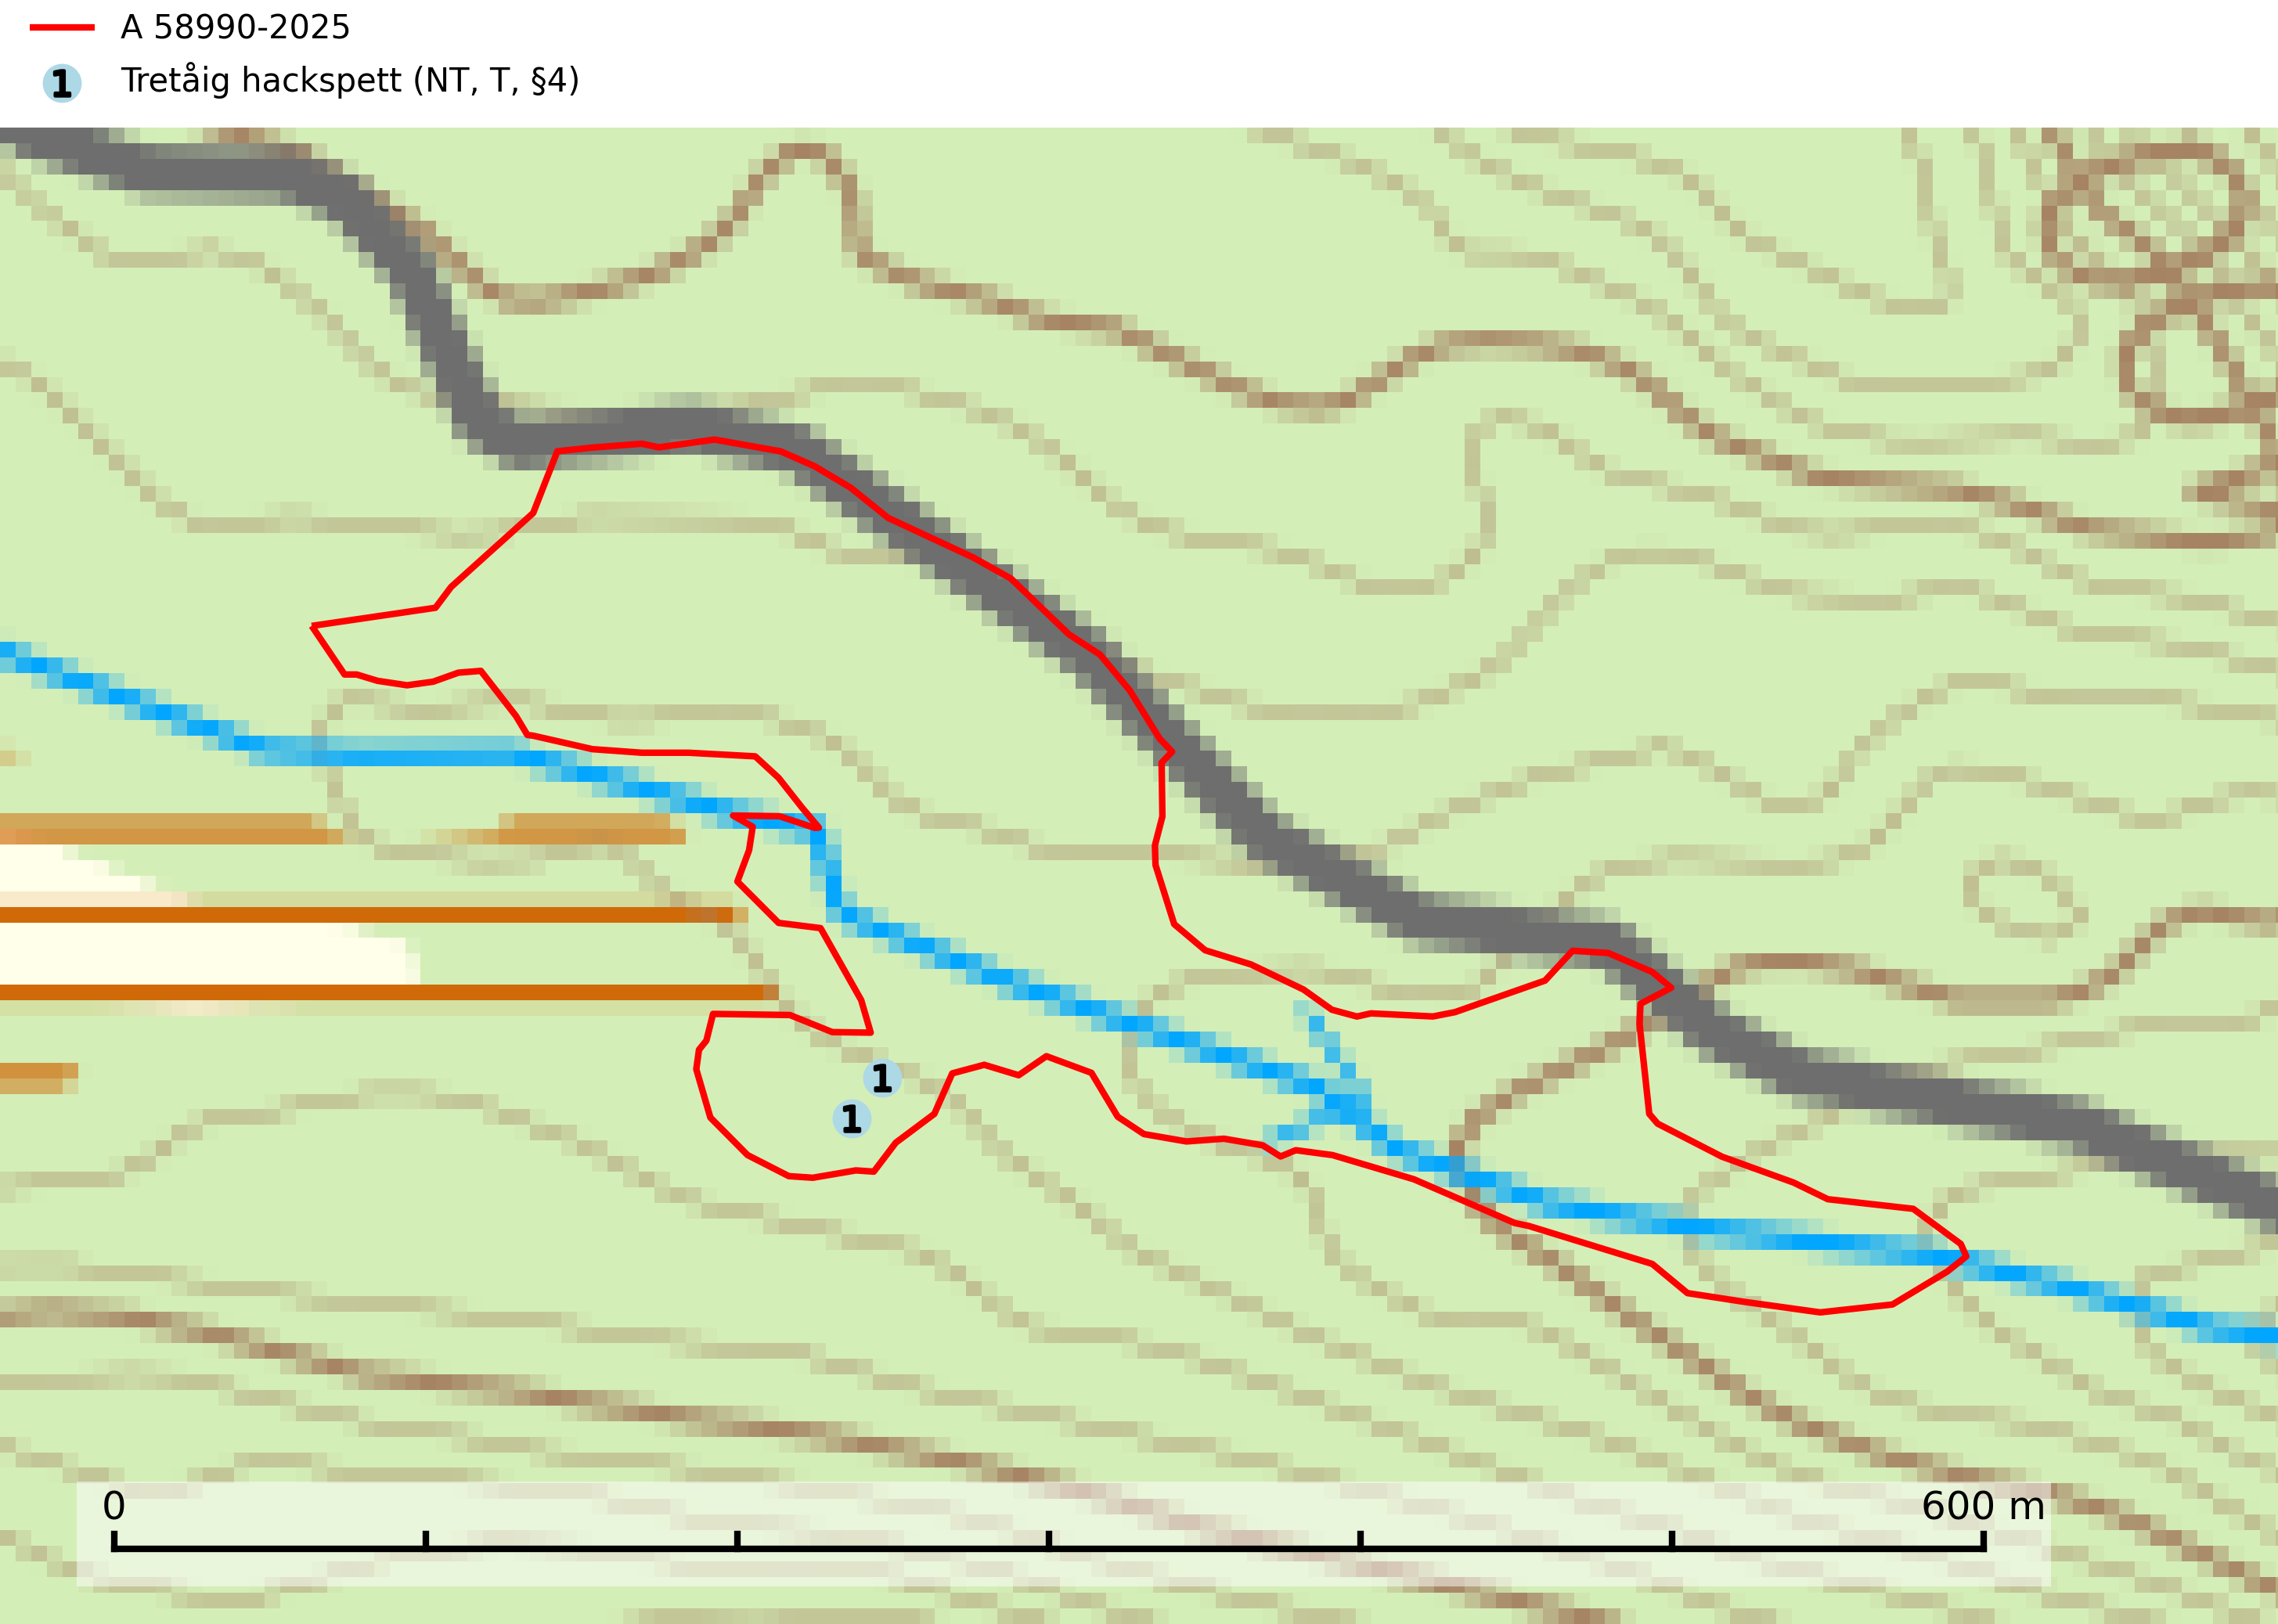 A 58990-2025
1 Tretåig hackspett (NT, T, §4)
1
1
0 600 m